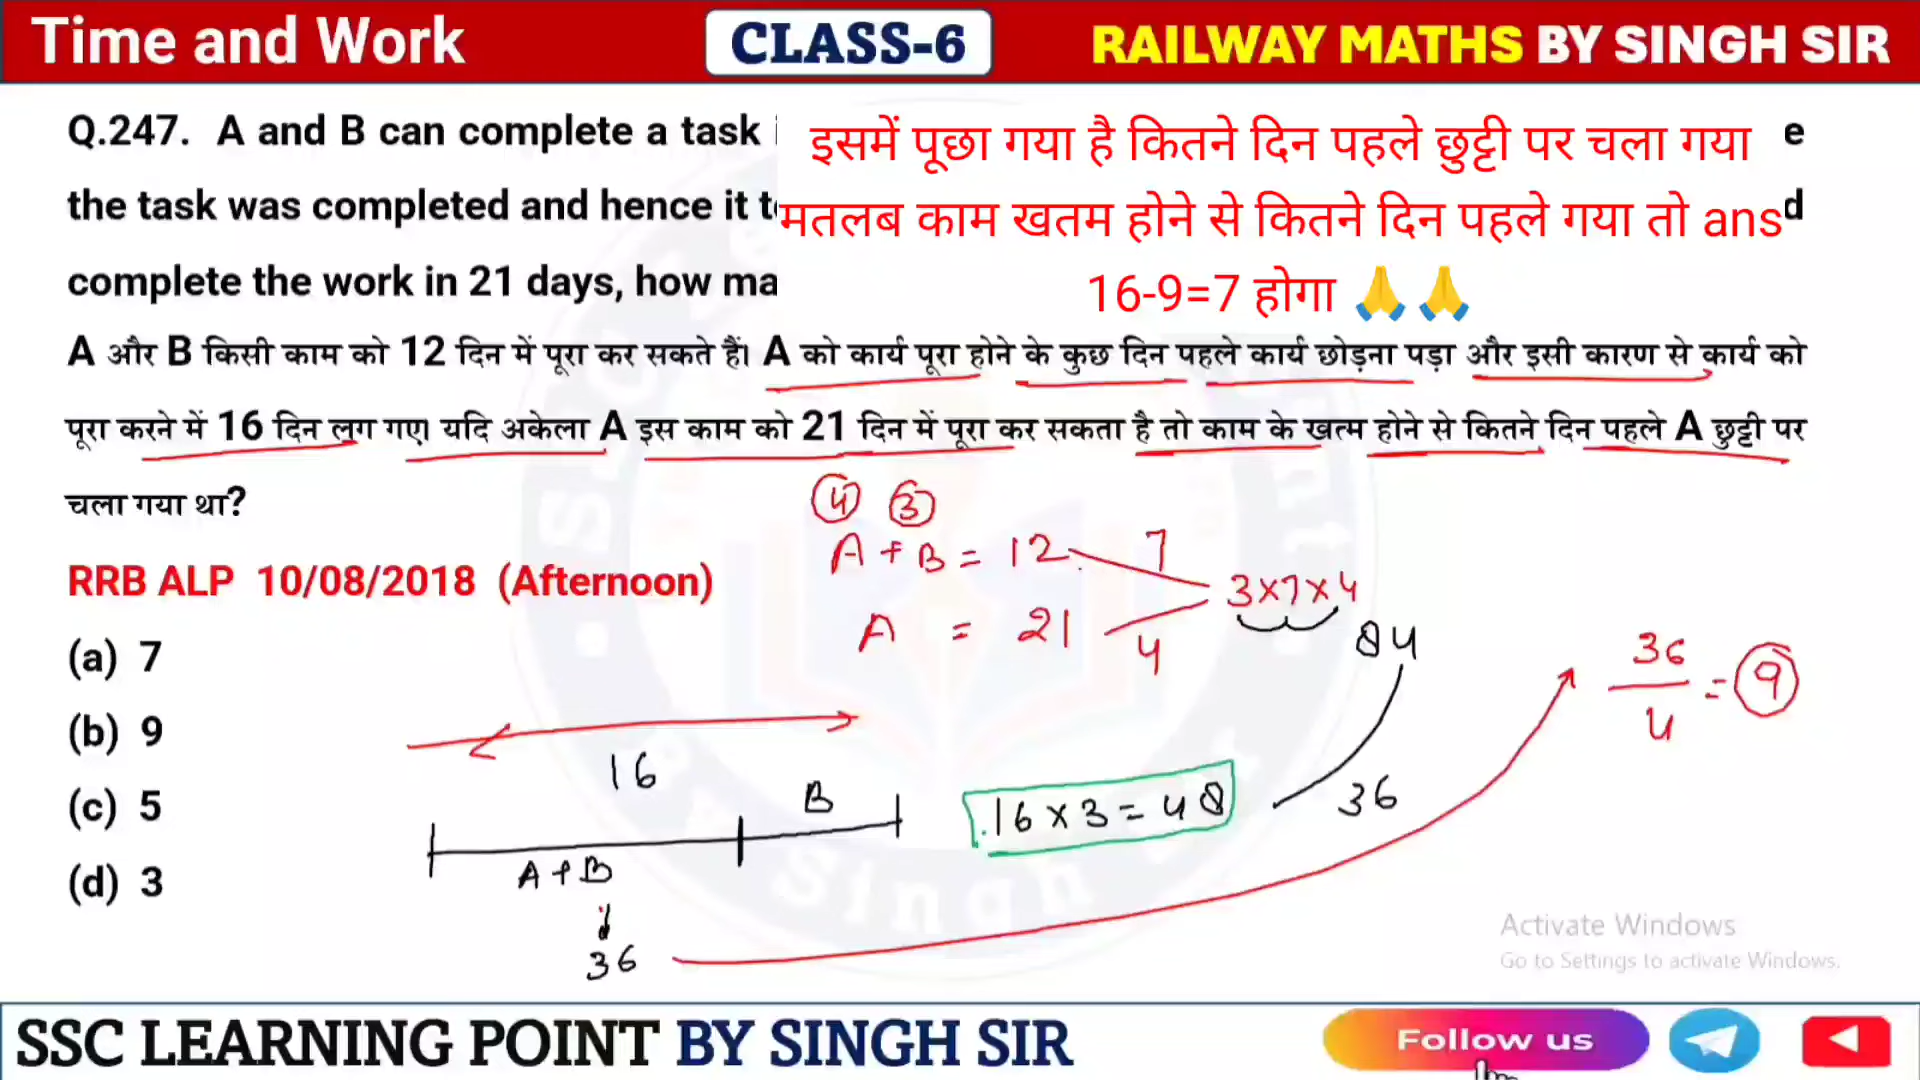 Time and Work
CLASS-6
RAILWAY MATHS BY SINGH SIR
Q.247. A and B can complete a task
e
the task was completed and hence it t
d
complete the work in 21 days, how ma
इसमें पूछा गया है कितने दिन पहले छुट्टी पर चला गया
मतलब काम खतम होने से कितने दिन पहले गया तो ans
16-9=7 होगा 🙏🙏
A और B किसी काम को 12 दिन में पूरा कर सकते हैं। A को कार्य पूरा होने के कुछ दिन पहले कार्य छोड़ना पड़ा और इसी कारण से कार्य को
पूरा करने में 16 दिन लग गए। यदि अकेला A इस काम को 21 दिन में पूरा कर सकता है तो काम के खत्म होने से कितने दिन पहले A छुट्टी पर
चला गया था?
RRB ALP 10/08/2018 (Afternoon)
(a) 7
(b) 9
(c) 5
(d) 3
4 3
A + B = 12 7
3×7×4
A = 21 4
84
36/4 = 9
16
B
A+B
36
16 × 3 = 48
36
Activate Windows
Go to Settings to activate Windows.
SSC LEARNING POINT BY SINGH SIR
Follow us